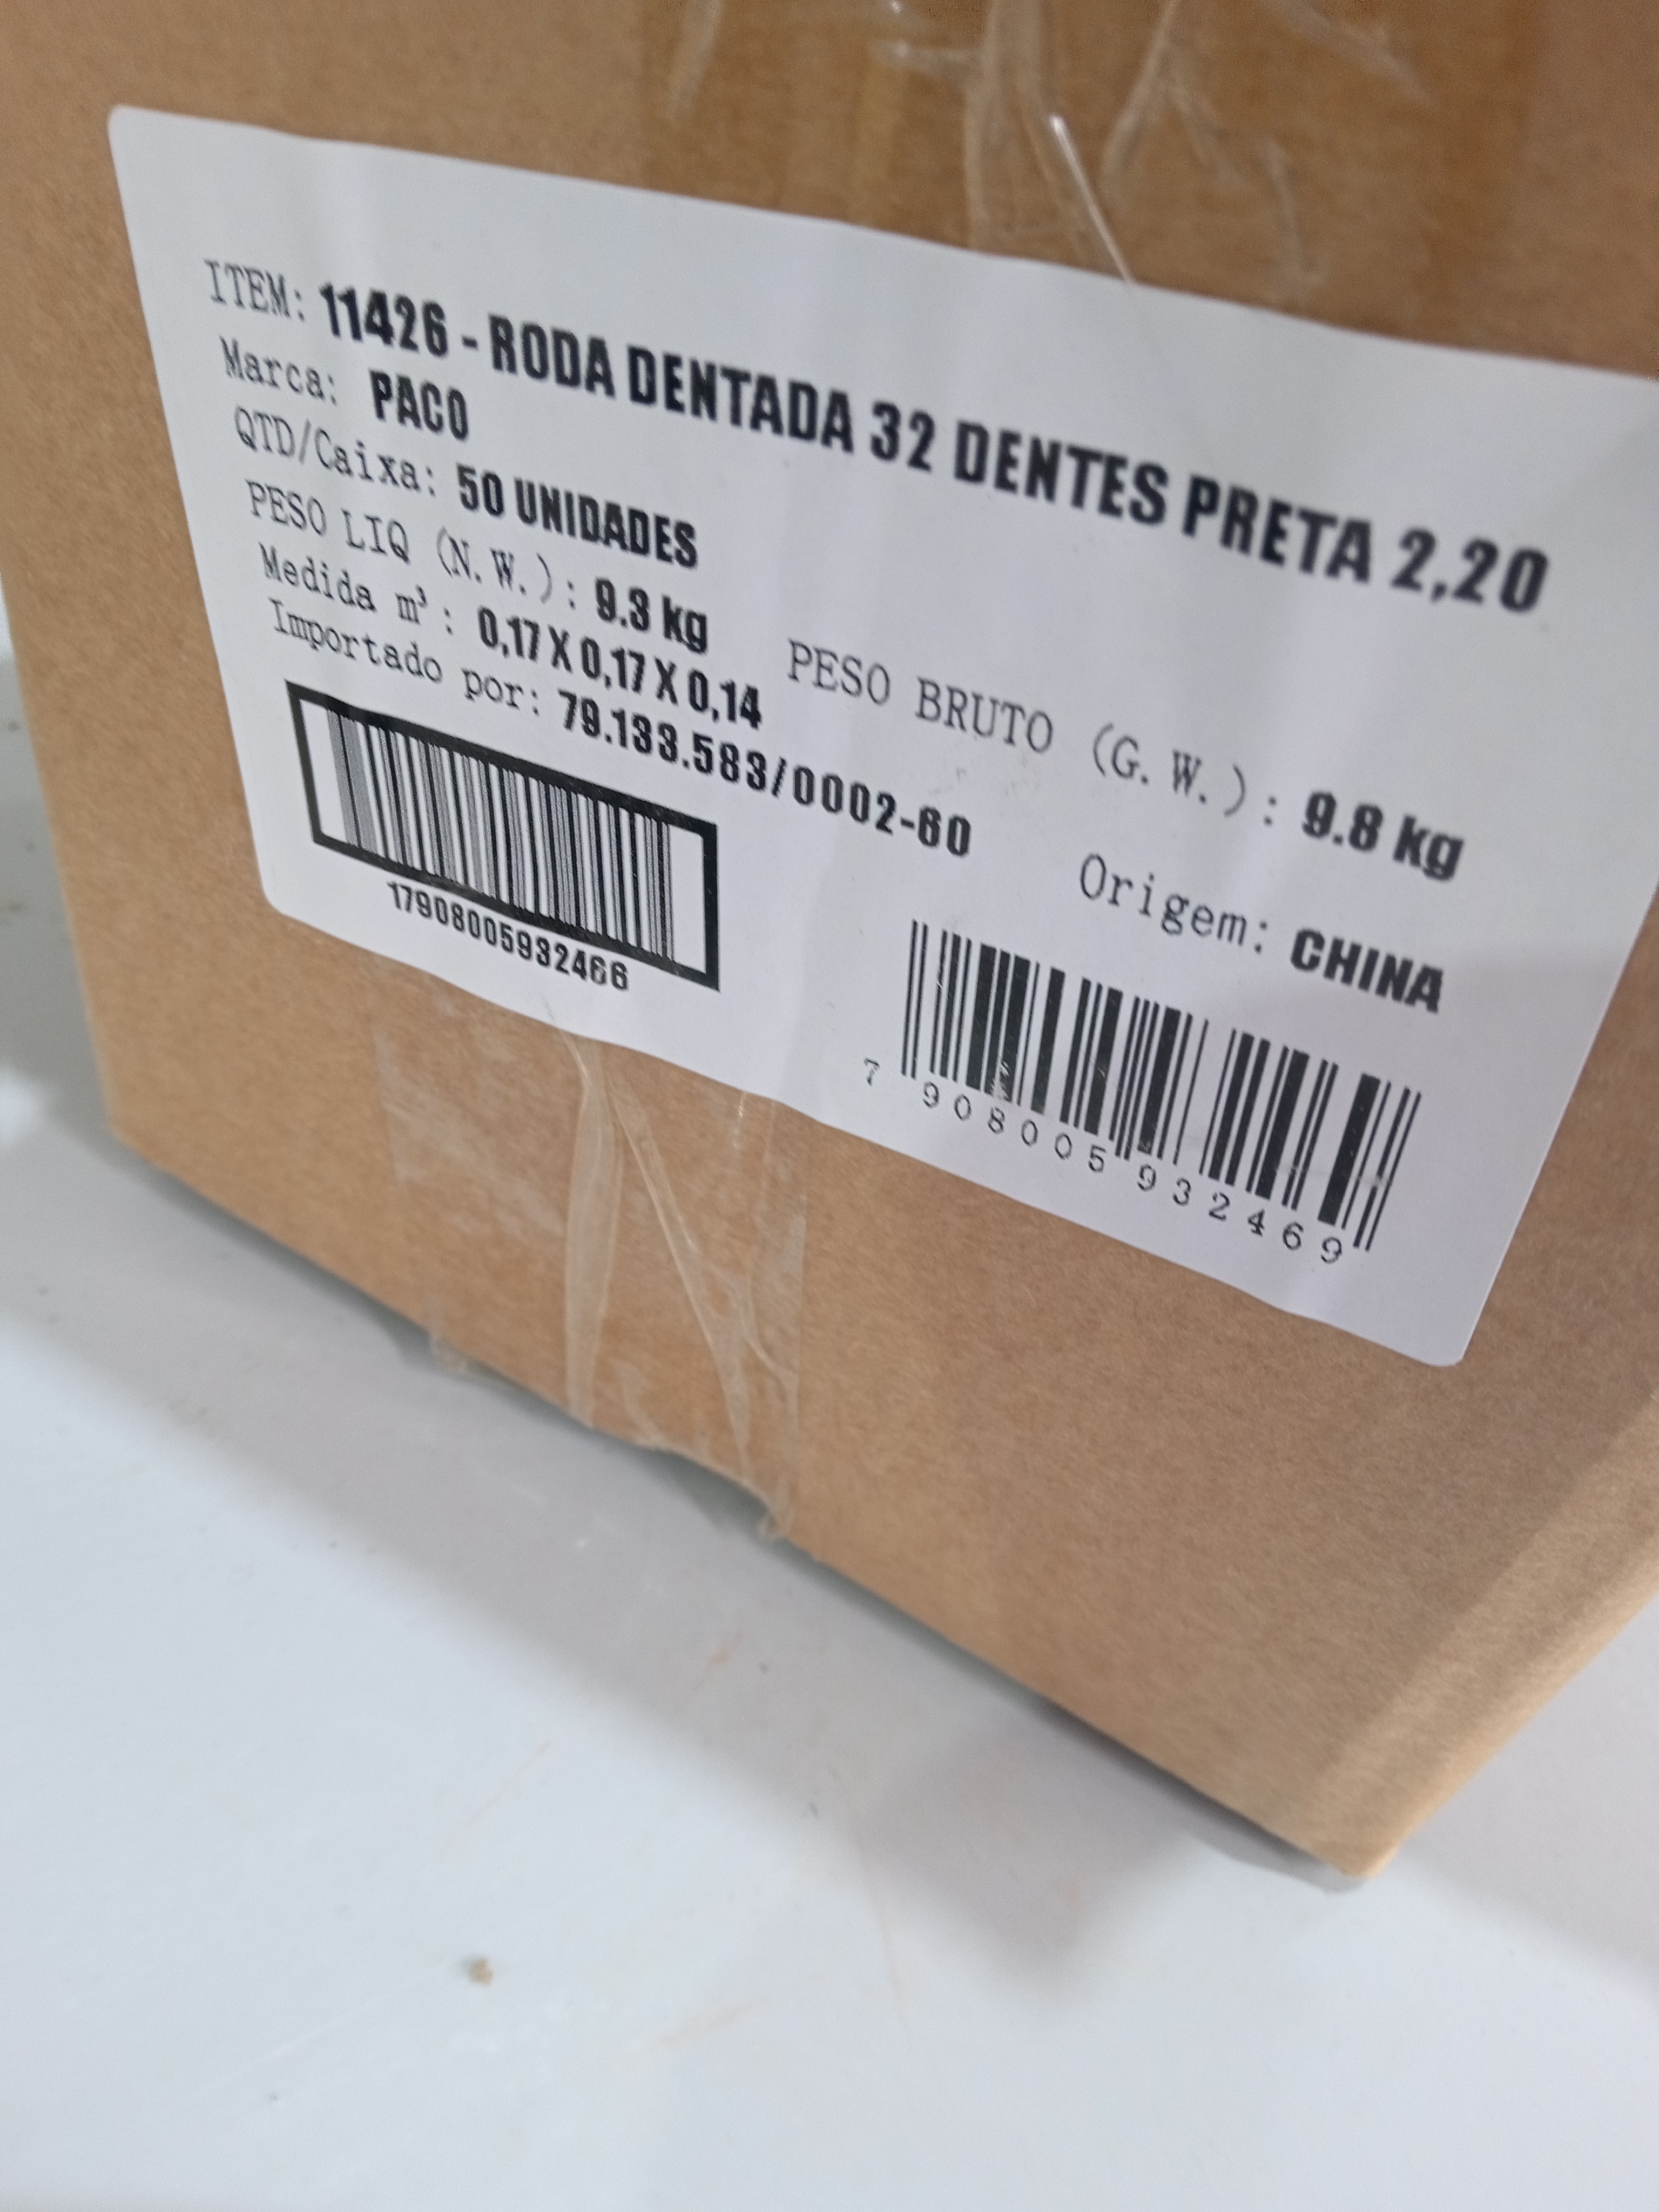 ITEM: 11426 - RODA DENTADA 32 DENTES PRETA 2,20
Marca: PACO
QTD/Caixa: 50 UNIDADES
PESO LIQ (N.W.): 9.3 kg PESO BRUTO (G.W.): 9.8 kg
Medida m³: 0,17 X 0,17 X 0,14
Importado por: 79.133.583/0002-60 Origem: CHINA
17908005932466
7 908005 932469